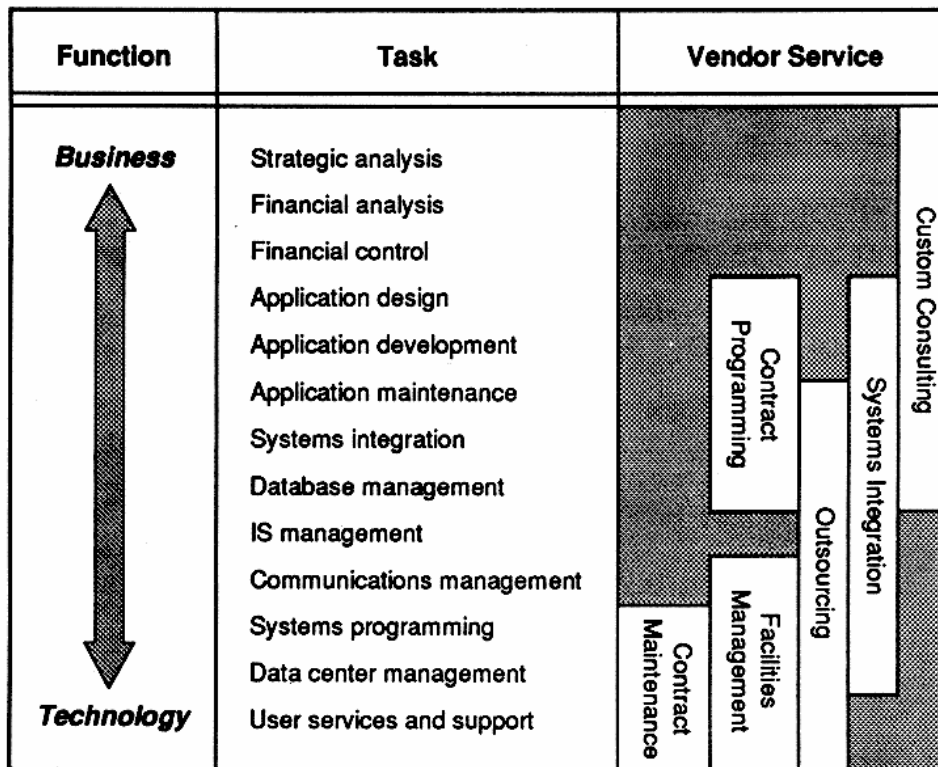 Function
Task
Vendor Service
Business
Technology
Strategic analysis
Financial analysis
Financial control
Application design
Application development
Application maintenance
Systems integration
Database management
IS management
Communications management
Systems programming
Data center management
User services and support
Contract
Maintenance
Contract
Programming
Facilities
Management
Outsourcing
Systems Integration
Custom Consulting